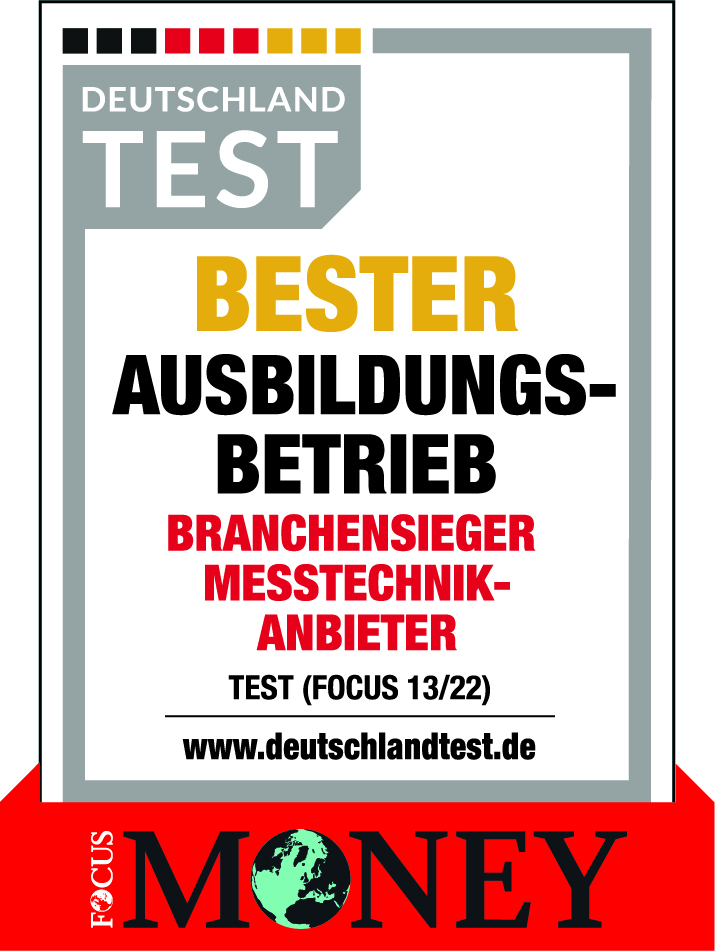 DEUTSCHLAND
TEST
BESTER
AUSBILDUNGS-
BETRIEB
BRANCHENSIEGER
MESSTECHNIK-
ANBIETER
TEST (FOCUS 13/22)
www.deutschlandtest.de
FOCUS
MONEY